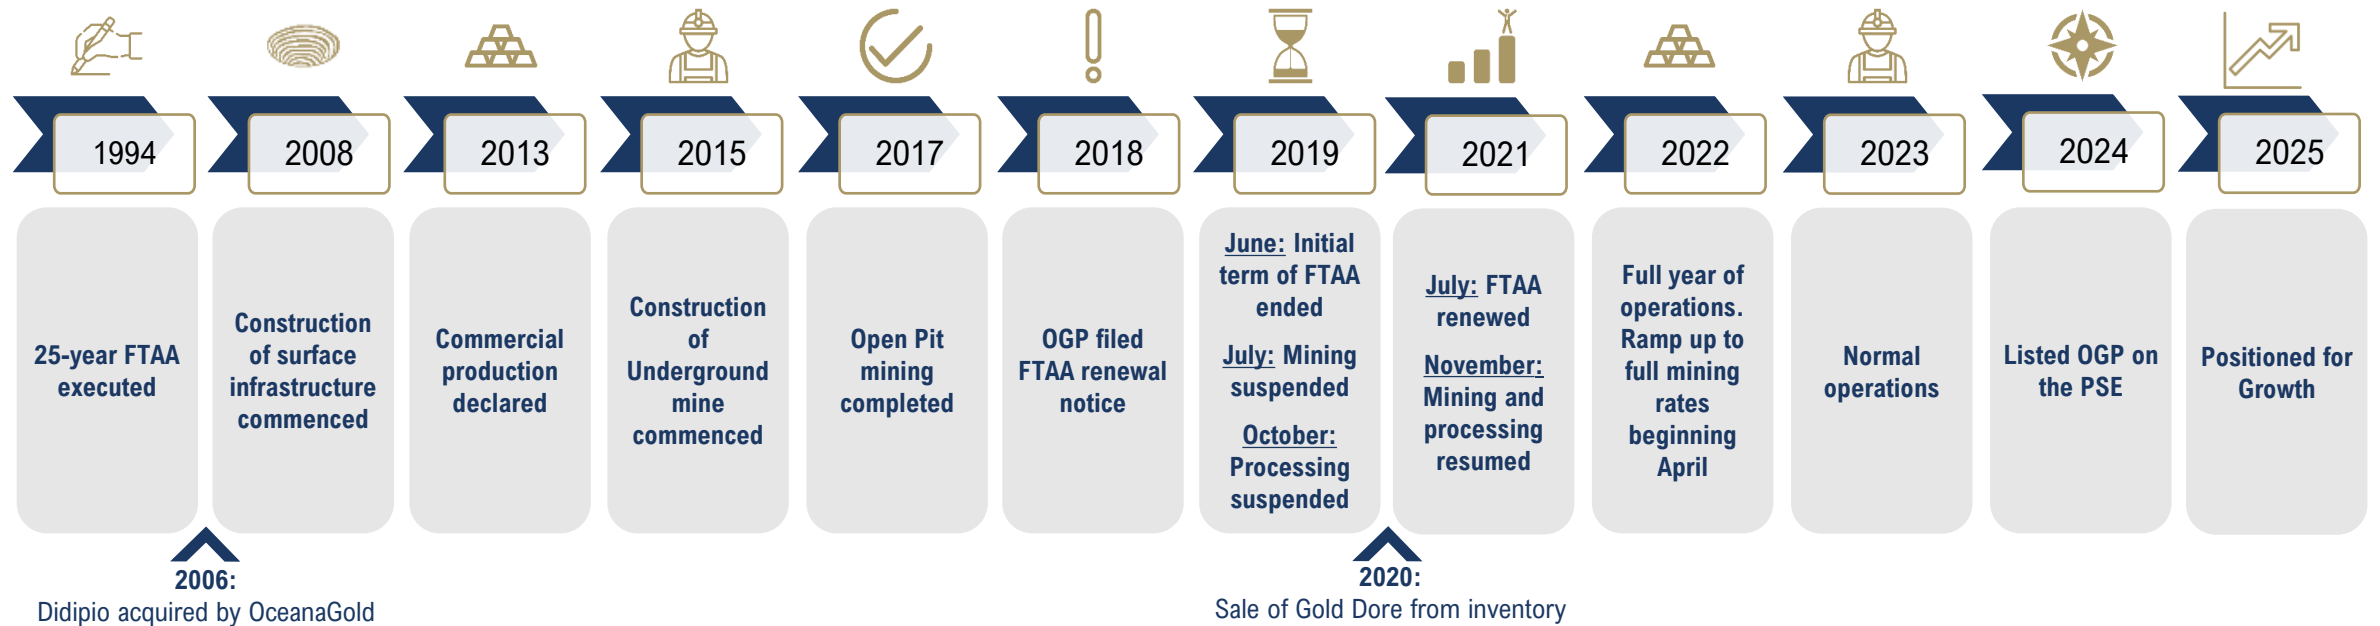 1994
25-year FTAA
executed
2006:
Didipio acquired by OceanaGold
2008
Construction
of surface
infrastructure
commenced
2013
Commercial
production
declared
2015
Construction
of
Underground
mine
commenced
2017
Open Pit
mining
completed
2018
OGP filed
FTAA renewal
notice
2019
June: Initial
term of FTAA
ended
July: Mining
suspended
October:
Processing
suspended
2020:
Sale of Gold Dore from inventory
2021
July: FTAA
renewed
November:
Mining and
processing
resumed
2022
Full year of
operations.
Ramp up to
full mining
rates
beginning
April
2023
Normal
operations
2024
Listed OGP on
the PSE
2025
Positioned for
Growth